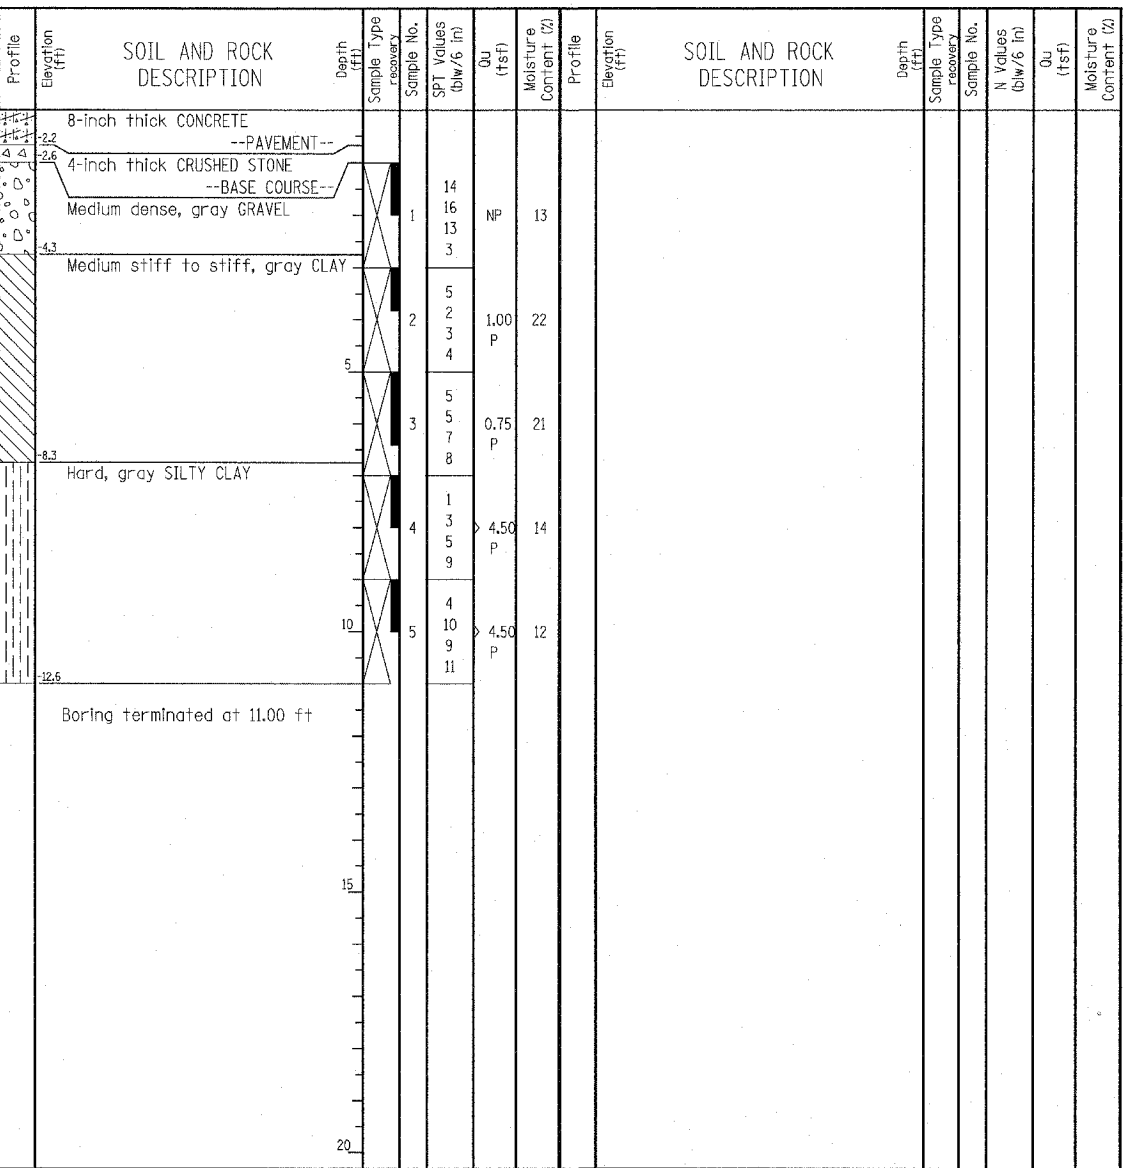 Profile
Elevation (ft)
SOIL AND ROCK
DESCRIPTION
Depth (ft)
Sample Type
recovery
Sample No.
SPT Values
(blw/6 in)
Qu
(tsf)
Moisture
Content (%)
Profile
Elevation (ft)
SOIL AND ROCK
DESCRIPTION
Depth (ft)
Sample Type
recovery
Sample No.
N Values
(blw/6 in)
Qu
(tsf)
Moisture
Content (%)
8-inch thick CONCRETE
-2.2
--PAVEMENT--
-2.6
4-inch thick CRUSHED STONE
--BASE COURSE--
Medium dense, gray GRAVEL
1
14
16
13
3
NP
13
-4.3
Medium stiff to stiff, gray CLAY
2
5
2
3
4
1.00
P
22
5
3
5
5
7
8
0.75
P
21
-8.3
Hard, gray SILTY CLAY
4
1
3
5
9
> 4.50
P
14
10
5
4
10
9
11
> 4.50
P
12
-12.6
Boring terminated at 11.00 ft
15
20